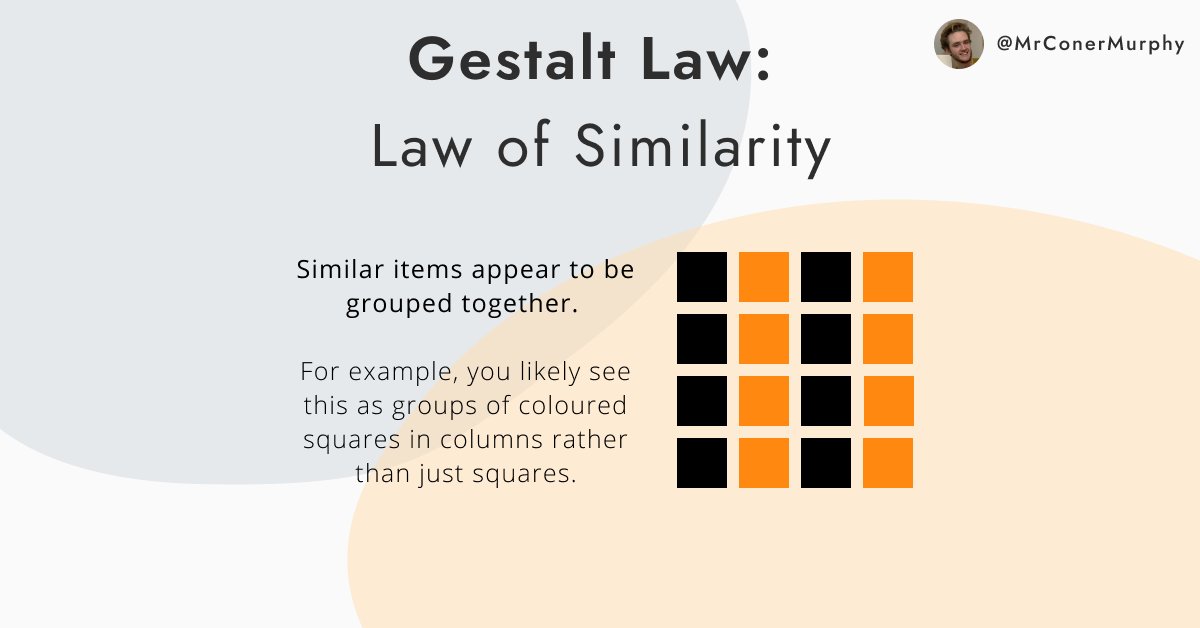 Gestalt Law:
@MrConerMurphy
Law of Similarity
Similar items appear to be
grouped together.
For example, you likely see
this as groups of coloured
squares in columns rather
than just squares.